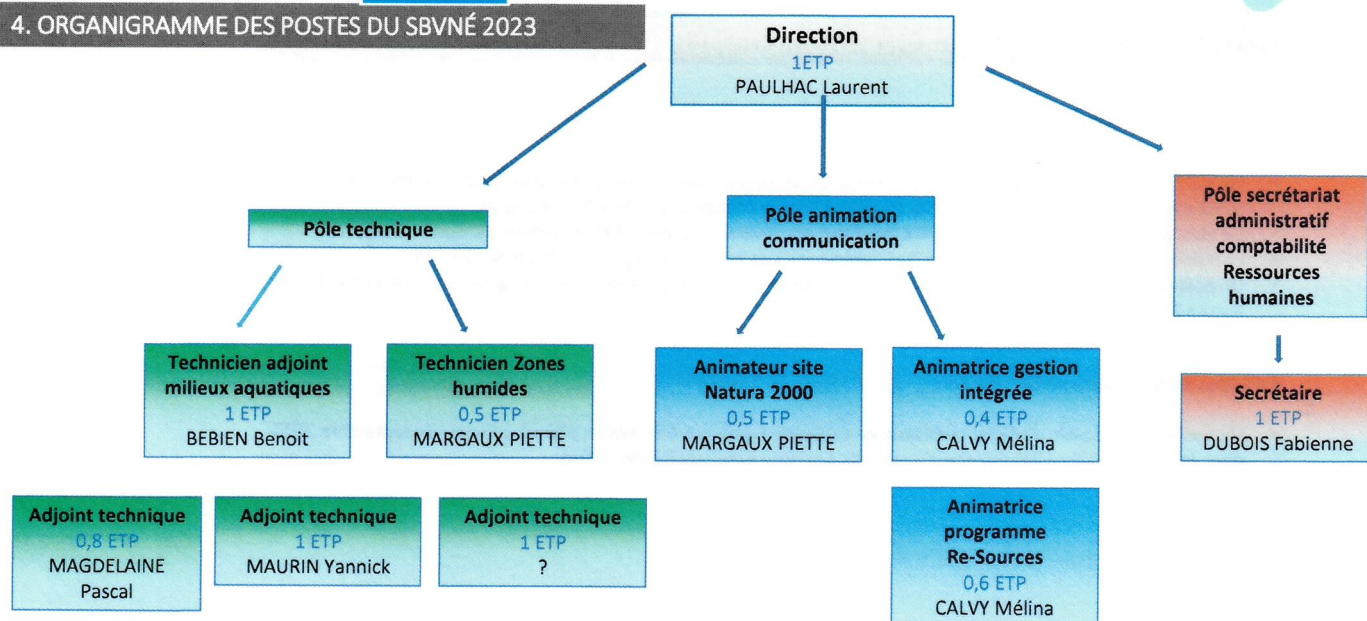 4. ORGANIGRAMME DES POSTES DU SBVNÉ 2023
Direction
1ETP
PAULHAC Laurent
Pôle technique
Pôle animation
communication
Pôle secrétariat
administratif
comptabilité
Ressources
humaines
Technicien adjoint
milieux aquatiques
1 ETP
BEBIEN Benoit
Technicien Zones
humides
0,5 ETP
MARGAUX PIETTE
Animateur site
Natura 2000
0,5 ETP
MARGAUX PIETTE
Animatrice gestion
intégrée
0,4 ETP
CALVY Mélina
Secrétaire
1 ETP
DUBOIS Fabienne
Adjoint technique
0,8 ETP
MAGDELAINE
Pascal
Adjoint technique
1 ETP
MAURIN Yannick
Adjoint technique
1 ETP
?
Animatrice
programme
Re-Sources
0,6 ETP
CALVY Mélina